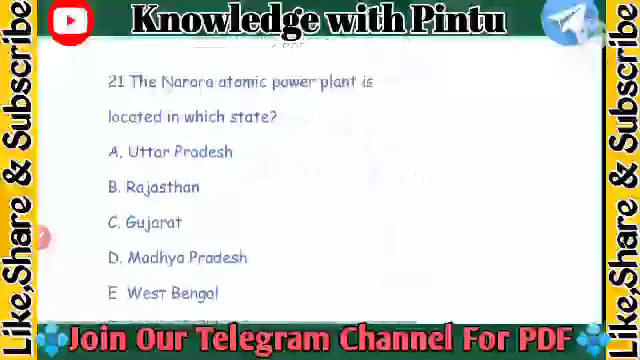 Knowledge with Pintu
21 The Narora atomic power plant is
located in which state?
A. Uttar Pradesh
B. Rajasthan
C. Gujarat
D. Madhya Pradesh
E West Bengal
Join Our Telegram Channel For PDF
Like,Share & Subscribe
Like,Share & Subscribe